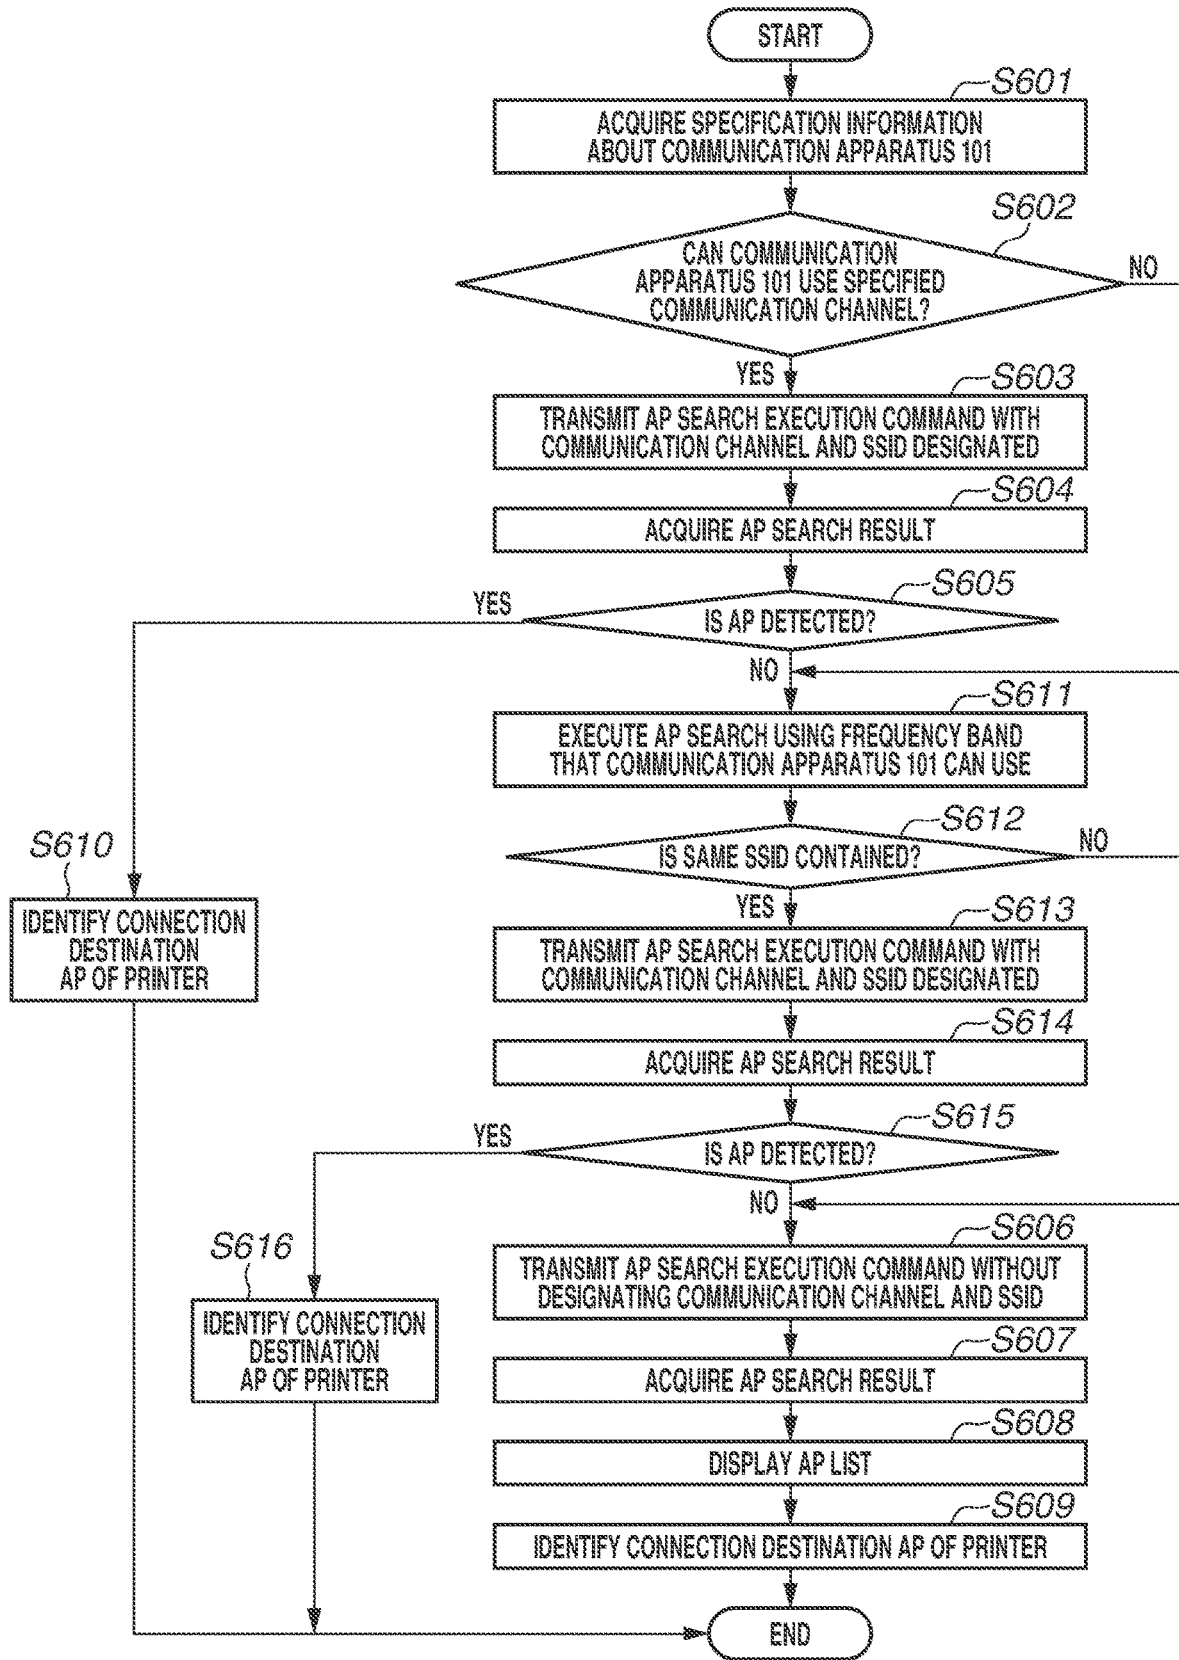 START
S601
ACQUIRE SPECIFICATION INFORMATION
ABOUT COMMUNICATION APPARATUS 101
S602
CAN COMMUNICATION
APPARATUS 101 USE SPECIFIED
COMMUNICATION CHANNEL?
NO
YES
S603
TRANSMIT AP SEARCH EXECUTION COMMAND WITH
COMMUNICATION CHANNEL AND SSID DESIGNATED
S604
ACQUIRE AP SEARCH RESULT
S605
YES
IS AP DETECTED?
NO
S611
EXECUTE AP SEARCH USING FREQUENCY BAND
THAT COMMUNICATION APPARATUS 101 CAN USE
S612
IS SAME SSID CONTAINED?
NO
S610
IDENTIFY CONNECTION
DESTINATION
AP OF PRINTER
YES
S613
TRANSMIT AP SEARCH EXECUTION COMMAND WITH
COMMUNICATION CHANNEL AND SSID DESIGNATED
S614
ACQUIRE AP SEARCH RESULT
S615
YES
IS AP DETECTED?
NO
S616
IDENTIFY CONNECTION
DESTINATION
AP OF PRINTER
S606
TRANSMIT AP SEARCH EXECUTION COMMAND WITHOUT
DESIGNATING COMMUNICATION CHANNEL AND SSID
S607
ACQUIRE AP SEARCH RESULT
S608
DISPLAY AP LIST
S609
IDENTIFY CONNECTION DESTINATION AP OF PRINTER
END